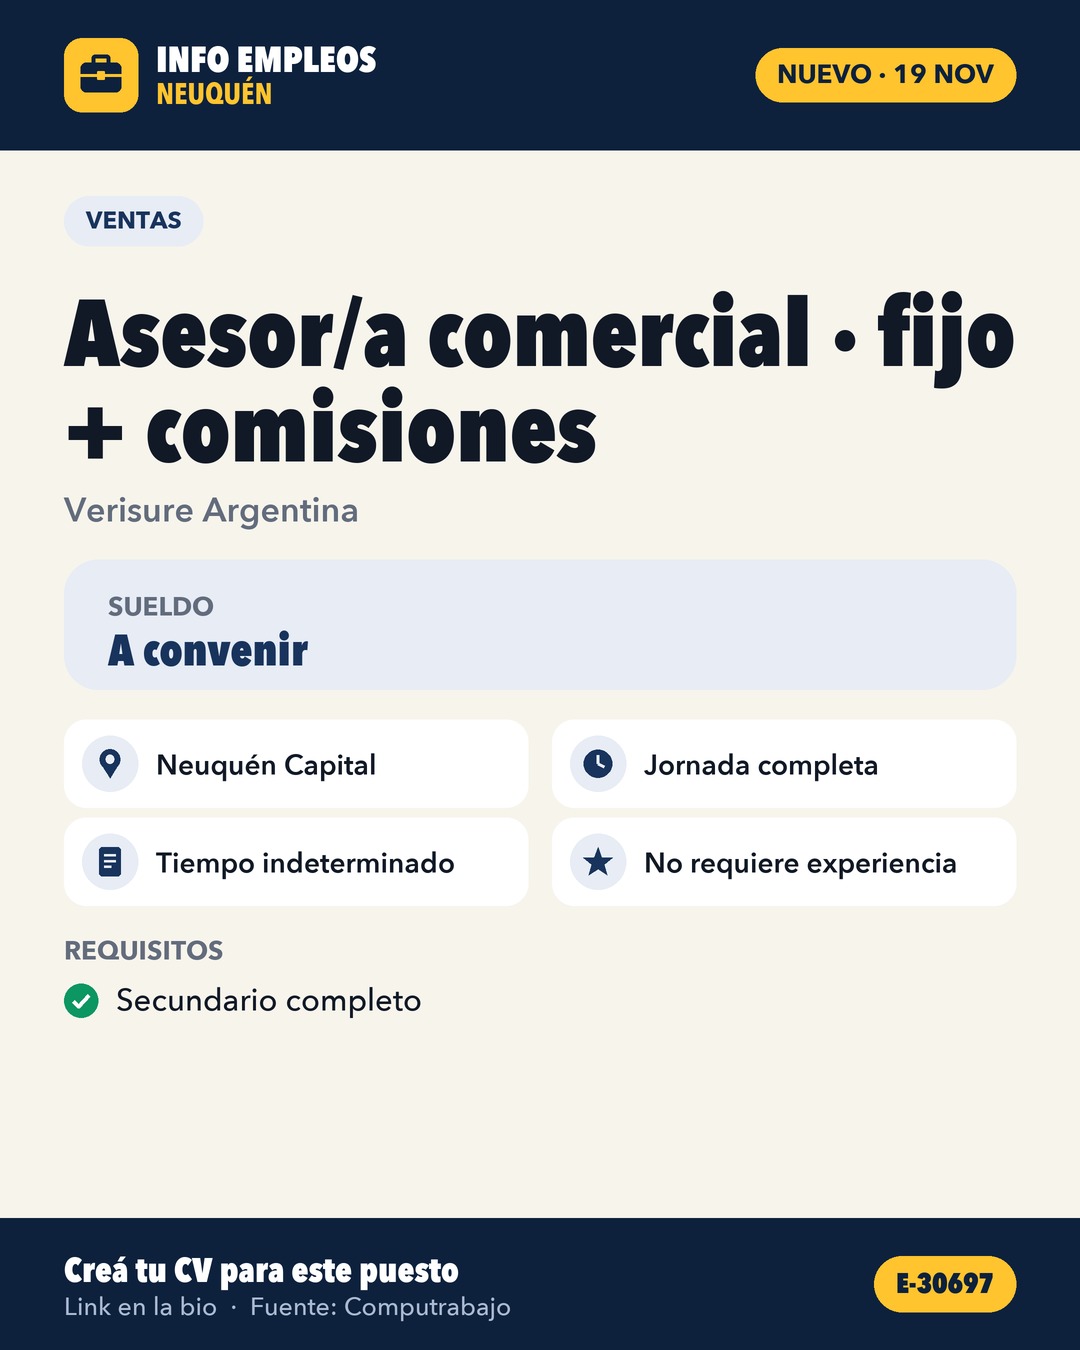 INFO EMPLEOS
NEUQUÉN
NUEVO · 19 NOV
VENTAS
Asesor/a comercial · fijo
+ comisiones
Verisure Argentina
SUELDO
A convenir
Neuquén Capital
Jornada completa
Tiempo indeterminado
No requiere experiencia
REQUISITOS
Secundario completo
Creá tu CV para este puesto
Link en la bio · Fuente: Computrabajo
E-30697